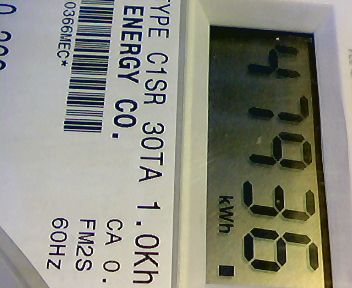 47936
kWh
TYPE C1SR 30TA 1.0Kh
ENERGY CO.
CA 0.
FM2S
60HZ
0366MEC*